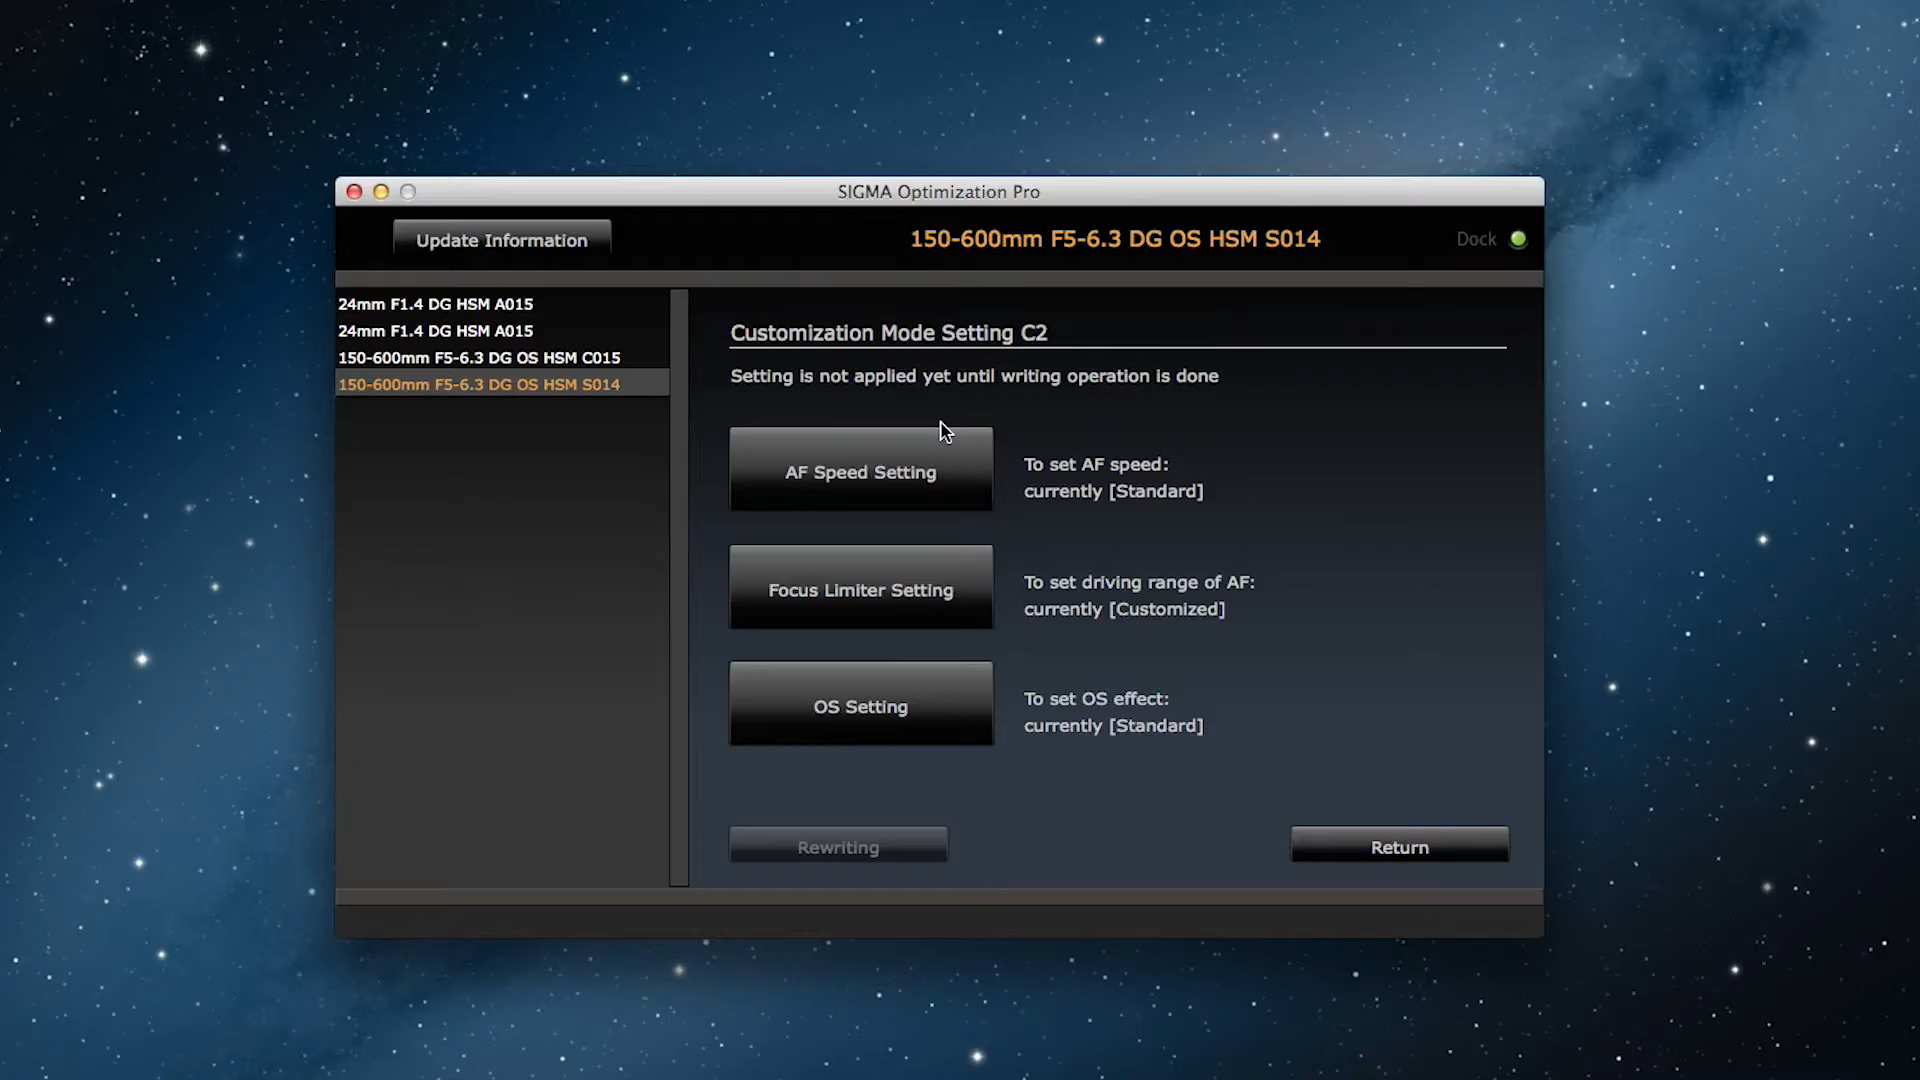 SIGMA Optimization Pro
Update Information
150-600mm F5-6.3 DG OS HSM S014
Dock
24mm F1.4 DG HSM A015
24mm F1.4 DG HSM A015
150-600mm F5-6.3 DG OS HSM C015
150-600mm F5-6.3 DG OS HSM S014
Customization Mode Setting C2
Setting is not applied yet until writing operation is done
AF Speed Setting
To set AF speed:
currently [Standard]
Focus Limiter Setting
To set driving range of AF:
currently [Customized]
OS Setting
To set OS effect:
currently [Standard]
Rewriting
Return